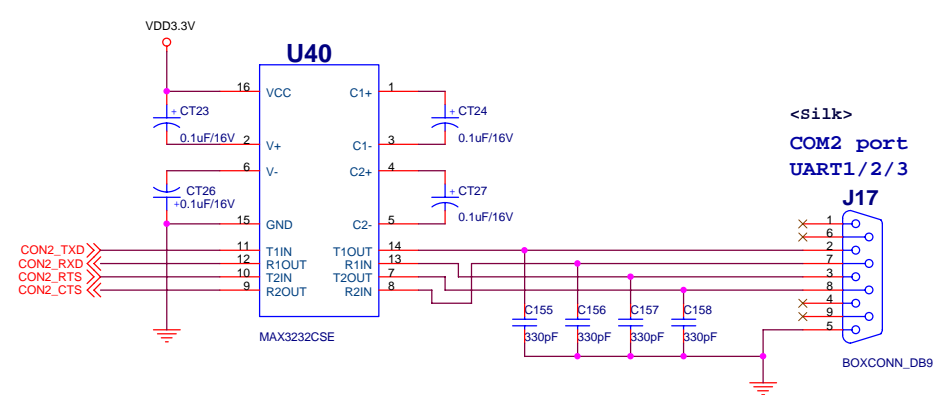 VDD3.3V
U40
16 VCC C1+ 1
+ CT23
0.1uF/16V
+ CT24
0.1uF/16V
2 V+ C1- 3
6 V- C2+ 4
CT26
+0.1uF/16V
+ CT27
0.1uF/16V
15 GND C2- 5
CON2_TXD 11 T1IN T1OUT 14
CON2_RXD 12 R1OUT R1IN 13
CON2_RTS 10 T2IN T2OUT 7
CON2_CTS 9 R2OUT R2IN 8
MAX3232CSE
C155 C156 C157 C158
330pF 330pF 330pF 330pF
<Silk>
COM2 port
UART1/2/3
J17
1
6
2
7
3
8
4
9
5
BOXCONN_DB9